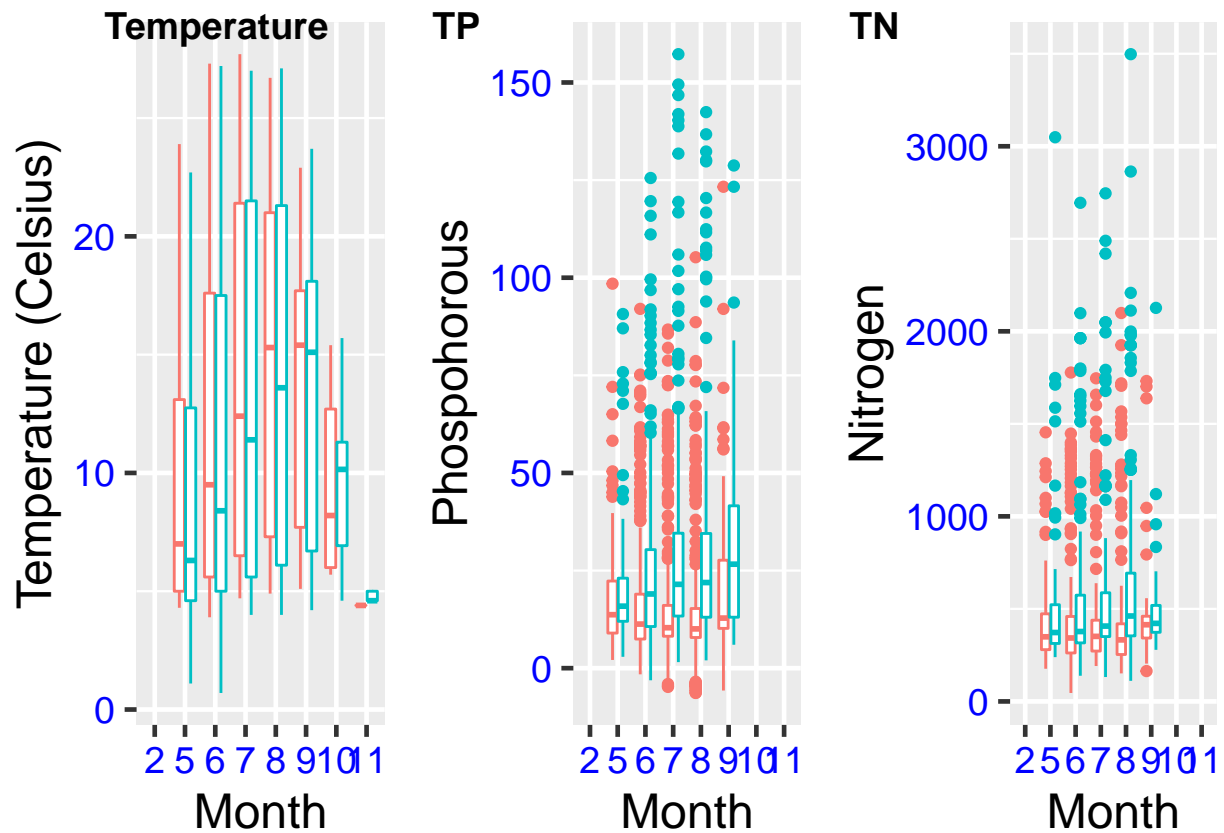 Temperature
Temperature (Celsius)
20
10
0
2 5 6 7 8 9 10 11
Month
TP
Phospohorous
150
100
50
0
2 5 6 7 8 9 10 11
Month
TN
Nitrogen
3000
2000
1000
0
2 5 6 7 8 9 10 11
Month